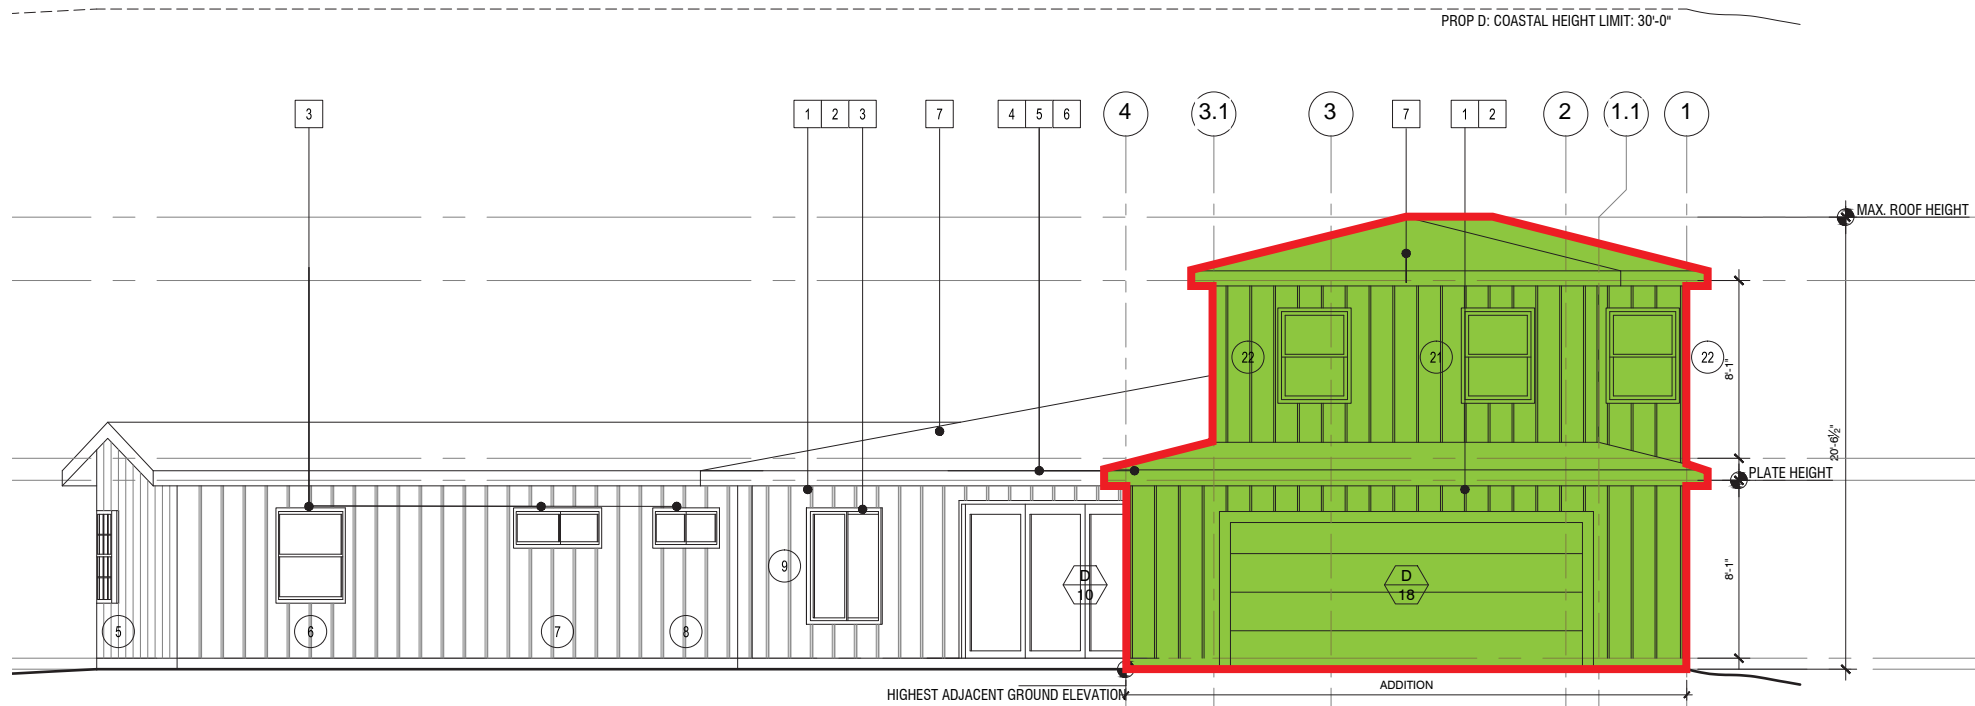 PROP D: COASTAL HEIGHT LIMIT: 30'-0"
3
1 2 3
7
4 5 6
4
3.1
3
7
1 2
2
1.1
1
MAX. ROOF HEIGHT
22
21
22
8'-1"
20'-6½"
PLATE HEIGHT
9
D
10
D
18
8'-1"
5
6
7
8
HIGHEST ADJACENT GROUND ELEVATION
ADDITION